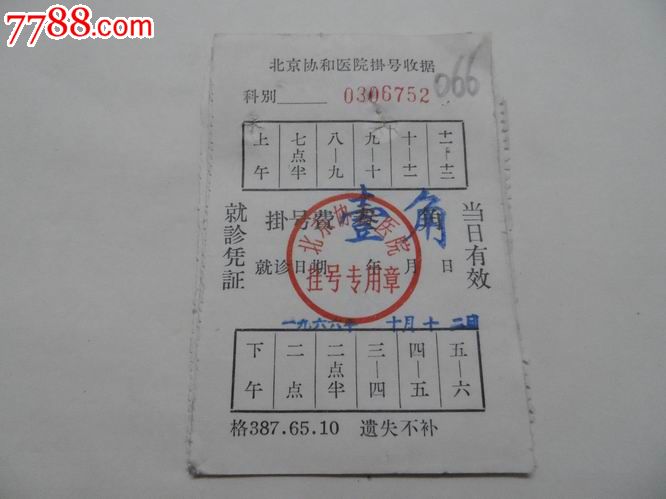 7788.com
北京协和医院掛号收据
066
科别 0306752
上午 七点半 八—九 九—十 十—十一 十一—十二
就診凭証
掛号費 壹角
当日有效
就診日期 年 月 日
北京协和医院
挂号专用章
一九六六年 十月十二日
下午 二点 二点半 三—四 四—五 五—六
格387.65.10 遗失不补